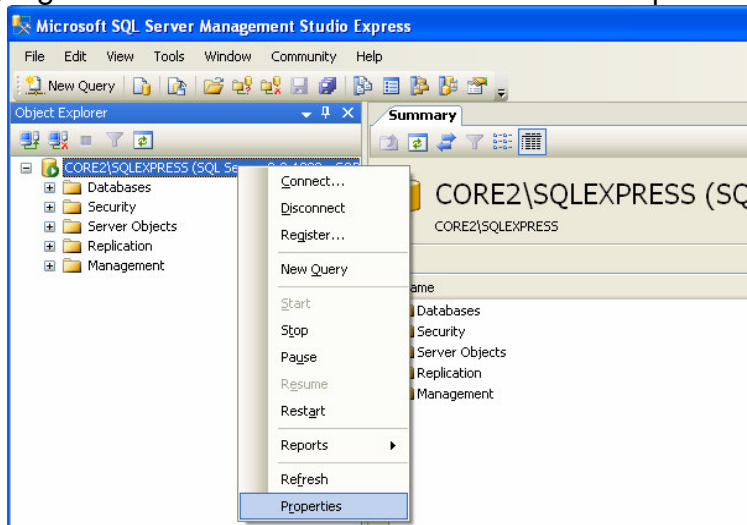 Microsoft SQL Server Management Studio Express
File Edit View Tools Window Community Help
New Query
Object Explorer
Summary
CORE2\SQLEXPRESS (SQL Se
Databases
Security
Server Objects
Replication
Management
Connect...
Disconnect
Register...
New Query
Start
Stop
Pause
Resume
Restart
Reports
Refresh
Properties
CORE2\SQLEXPRESS (SQ
CORE2\SQLEXPRESS
ame
Databases
Security
Server Objects
Replication
Management